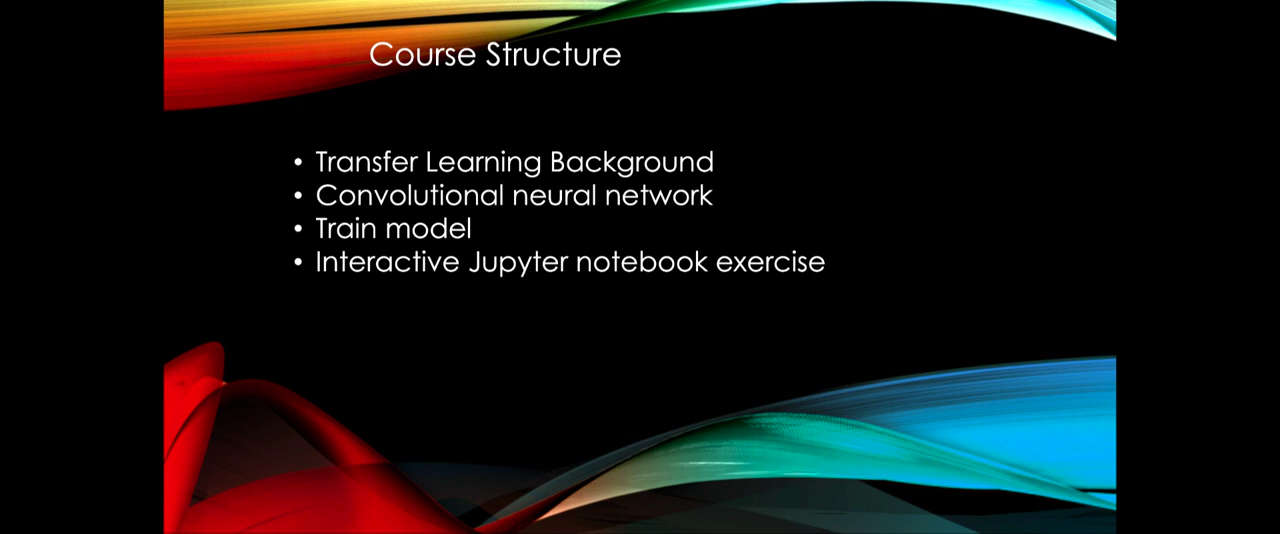 Course Structure
• Transfer Learning Background
• Convolutional neural network
• Train model
• Interactive Jupyter notebook exercise